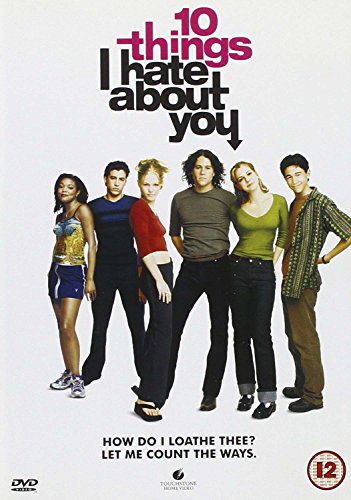 10
things
I hate
about
you
HOW DO I LOATHE THEE?
LET ME COUNT THE WAYS.
DVD
VIDEO
TOUCHSTONE
HOME VIDEO
12